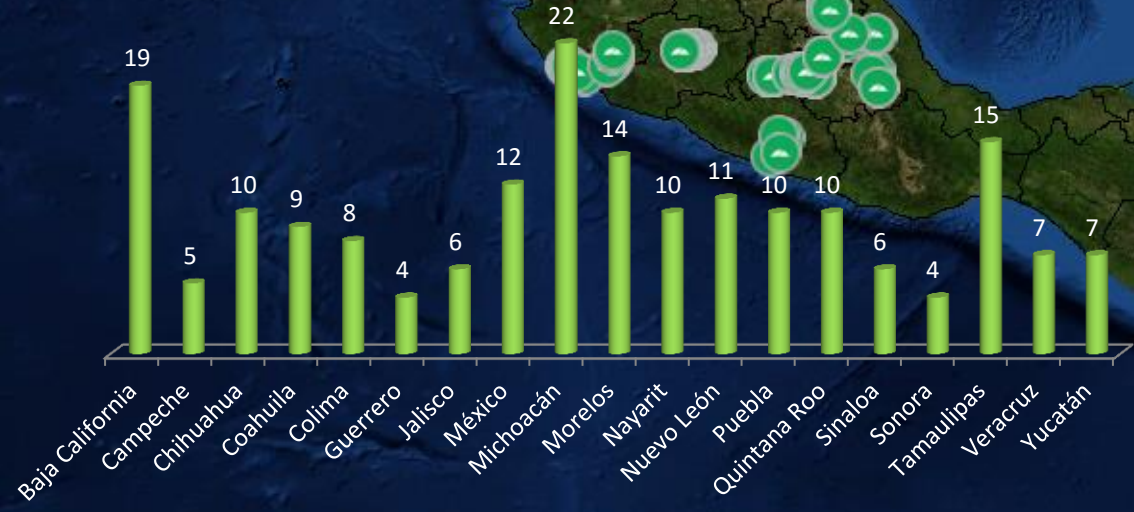 19
5
10
9
8
4
6
12
22
14
10
11
10
10
6
4
15
7
7
Baja California
Campeche
Chihuahua
Coahuila
Colima
Guerrero
Jalisco
México
Michoacán
Morelos
Nayarit
Nuevo León
Puebla
Quintana Roo
Sinaloa
Sonora
Tamaulipas
Veracruz
Yucatán